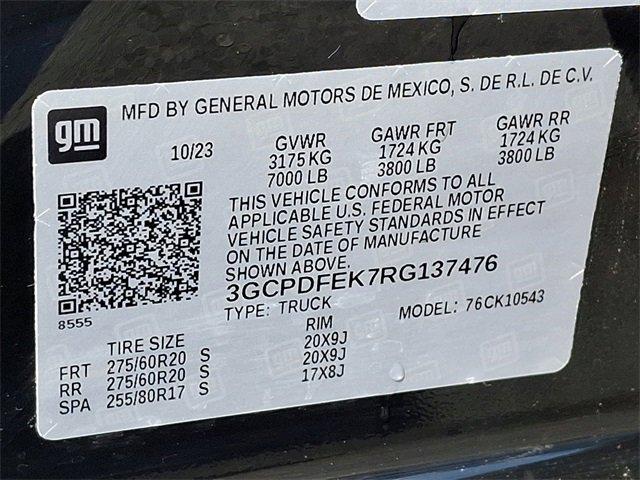 gm
MFD BY GENERAL MOTORS DE MEXICO, S. DE R.L. DE C.V.
10/23
GVWR
3175 KG
7000 LB
GAWR FRT
1724 KG
3800 LB
GAWR RR
1724 KG
3800 LB
THIS VEHICLE CONFORMS TO ALL
APPLICABLE U.S. FEDERAL MOTOR
VEHICLE SAFETY STANDARDS IN EFFECT
ON THE DATE OF MANUFACTURE
SHOWN ABOVE.
3GCPDFEK7RG137476
TYPE: TRUCK
MODEL: 76CK10543
8555
TIRE SIZE RIM
FRT 275/60R20 S 20X9J
RR 275/60R20 S 20X9J
SPA 255/80R17 S 17X8J